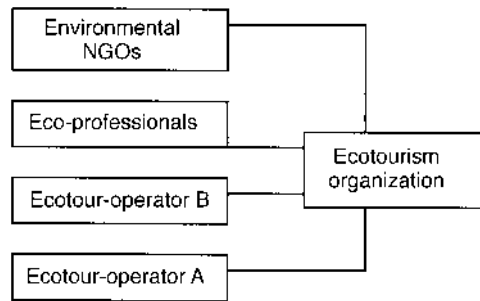 Environmental
NGOs
Eco-professionals
Ecotourism
organization
Ecotour-operator B
Ecotour-operator A